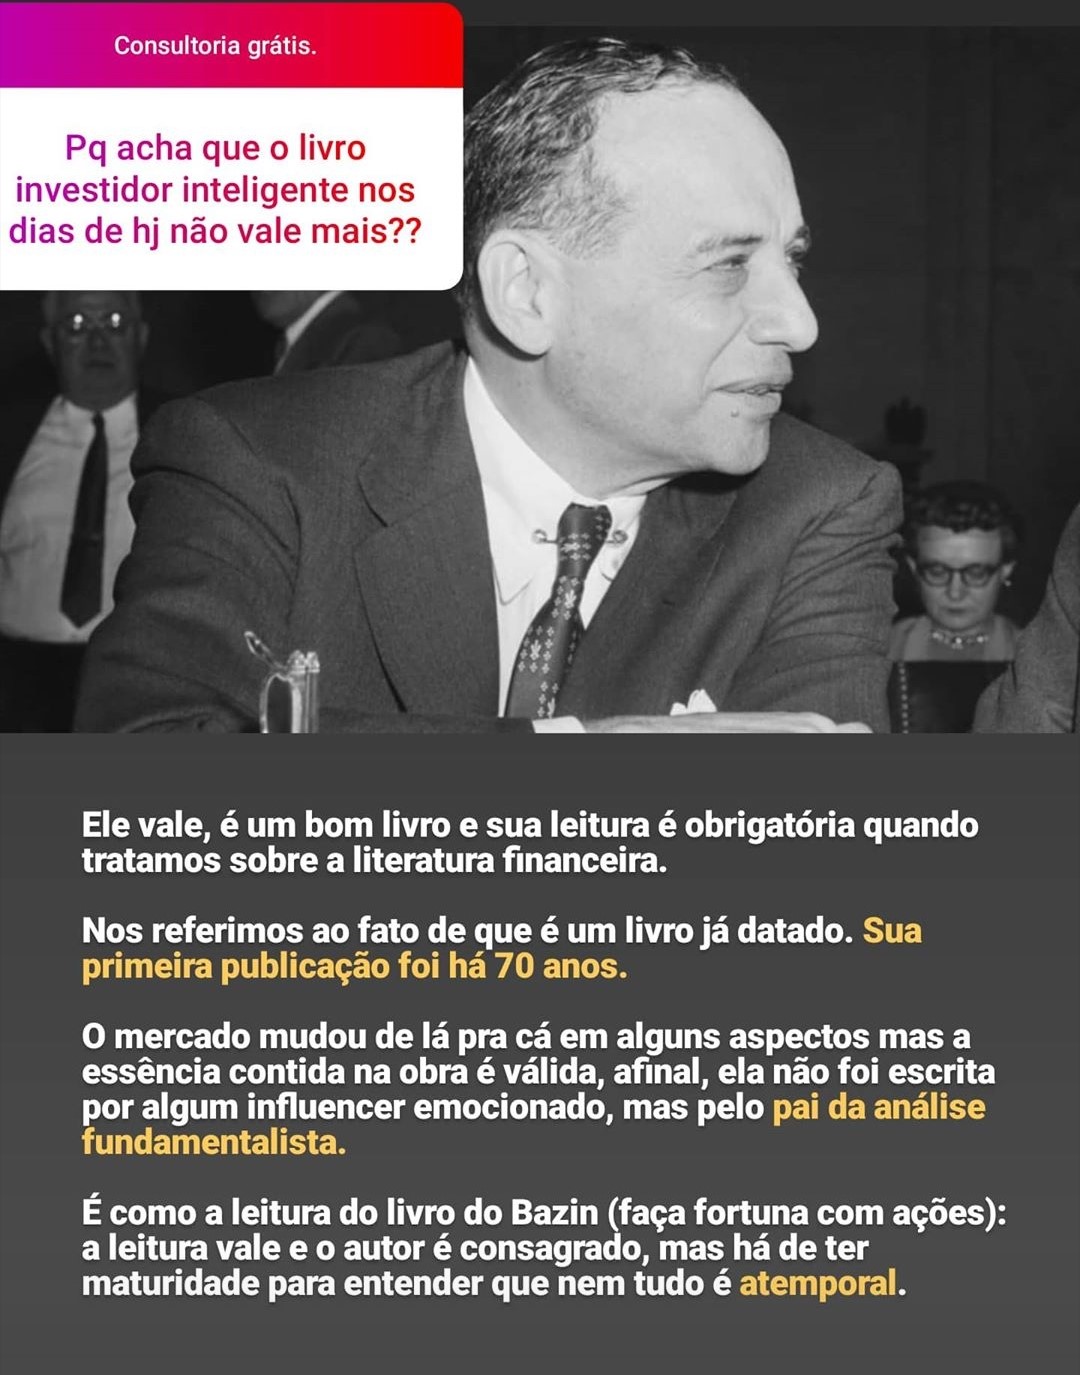 Consultoria grátis.
Pq acha que o livro
investidor inteligente nos
dias de hj não vale mais??
Ele vale, é um bom livro e sua leitura é obrigatória quando
tratamos sobre a literatura financeira.
Nos referimos ao fato de que é um livro já datado. Sua
primeira publicação foi há 70 anos.
O mercado mudou de lá pra cá em alguns aspectos mas a
essência contida na obra é válida, afinal, ela não foi escrita
por algum influencer emocionado, mas pelo pai da análise
fundamentalista.
É como a leitura do livro do Bazin (faça fortuna com ações):
a leitura vale e o autor é consagrado, mas há de ter
maturidade para entender que nem tudo é atemporal.